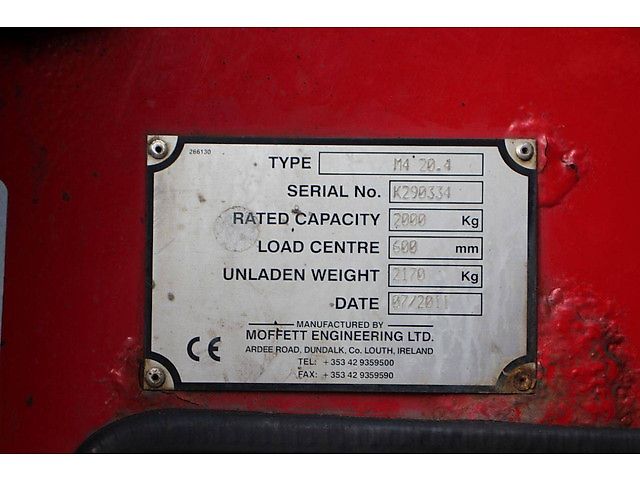 266130
TYPE M4 20.4
SERIAL No. K290334
RATED CAPACITY 2000 Kg
LOAD CENTRE 600 mm
UNLADEN WEIGHT 2170 Kg
DATE 07/2011
MANUFACTURED BY
MOFFETT ENGINEERING LTD.
ARDEE ROAD, DUNDALK, Co. LOUTH, IRELAND
CE
TEL: +353 42 9359500
FAX: +353 42 9359590